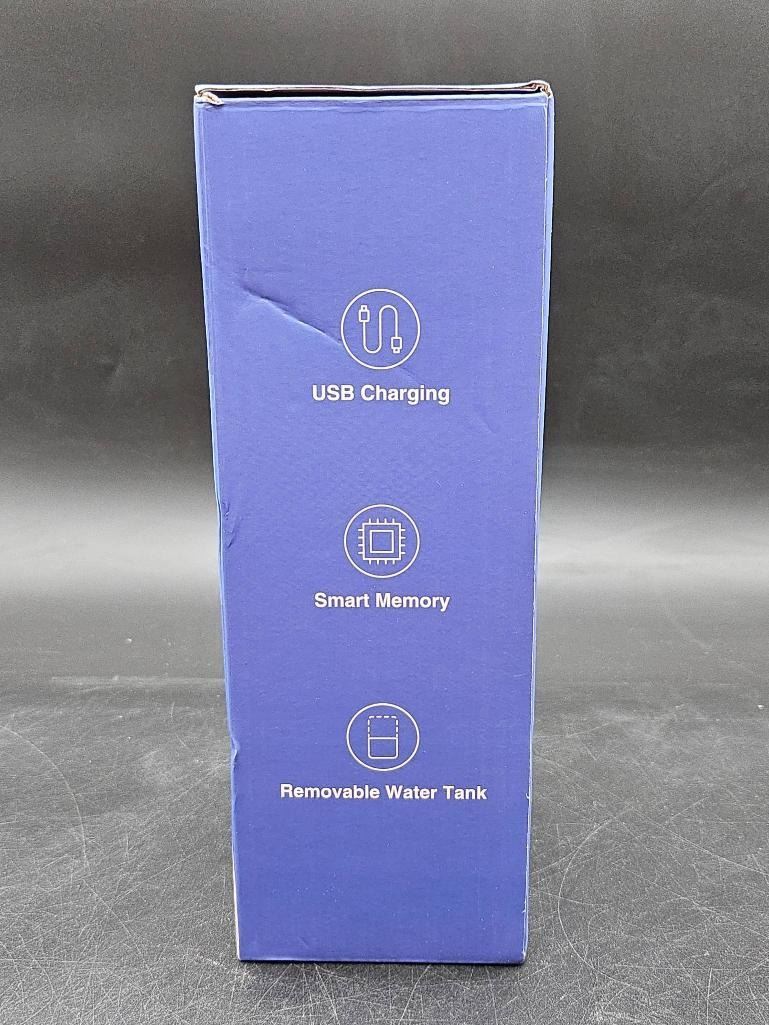 USB Charging
Smart Memory
Removable Water Tank